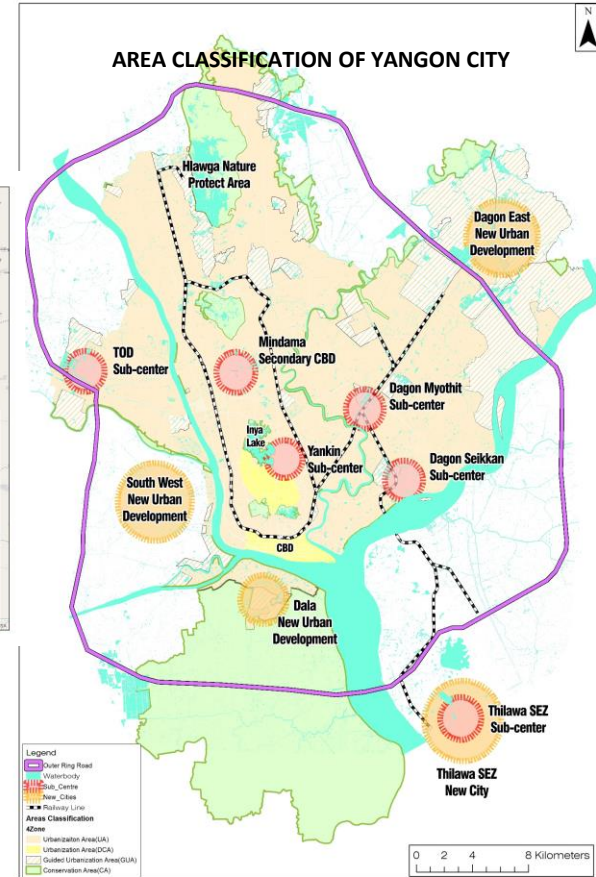 N
AREA CLASSIFICATION OF YANGON CITY
Hlawga Nature
Protect Area
Dagon East
New Urban
Development
TOD
Sub-center
Mindama
Secondary CBD
Dagon Myothit
Sub-center
Inya
Lake
Yankin
Sub-center
Dagon Seikkan
Sub-center
South West
New Urban
Development
CBD
Dala
New Urban
Development
Thilawa SEZ
Sub-center
Thilawa SEZ
New City
Legend
Outer Ring Road
Waterbody
Sub_Centre
New_Cities
Railway Line
Areas Classification
4Zone
Urbanizaiton Area(UA)
Urbanization Area(DCA)
Guided Urbanization Area(GUA)
Conservation Area(CA)
0 2 4 8 Kilometers